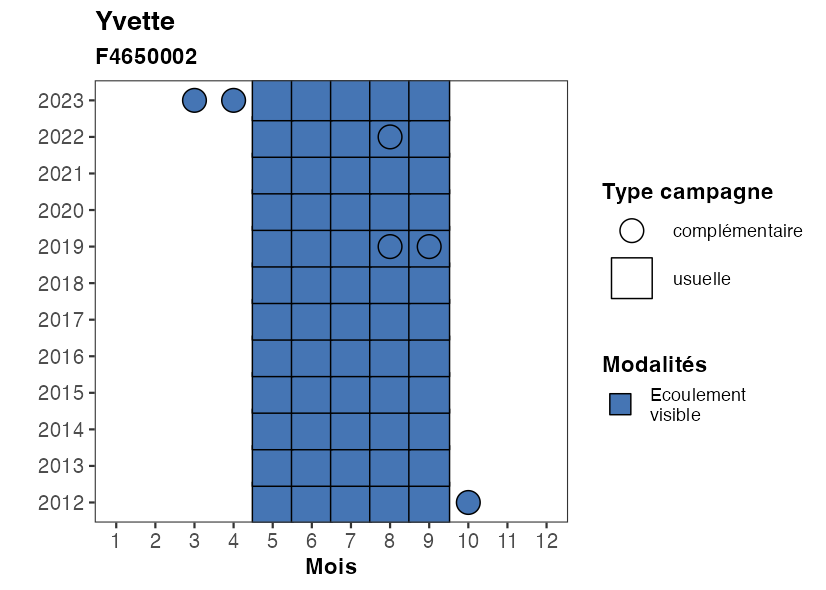 Yvette
F4650002
2023
2022
2021
2020
2019
2018
2017
2016
2015
2014
2013
2012
1 2 3 4 5 6 7 8 9 10 11 12
Mois
Type campagne
complémentaire
usuelle
Modalités
Ecoulement
visible